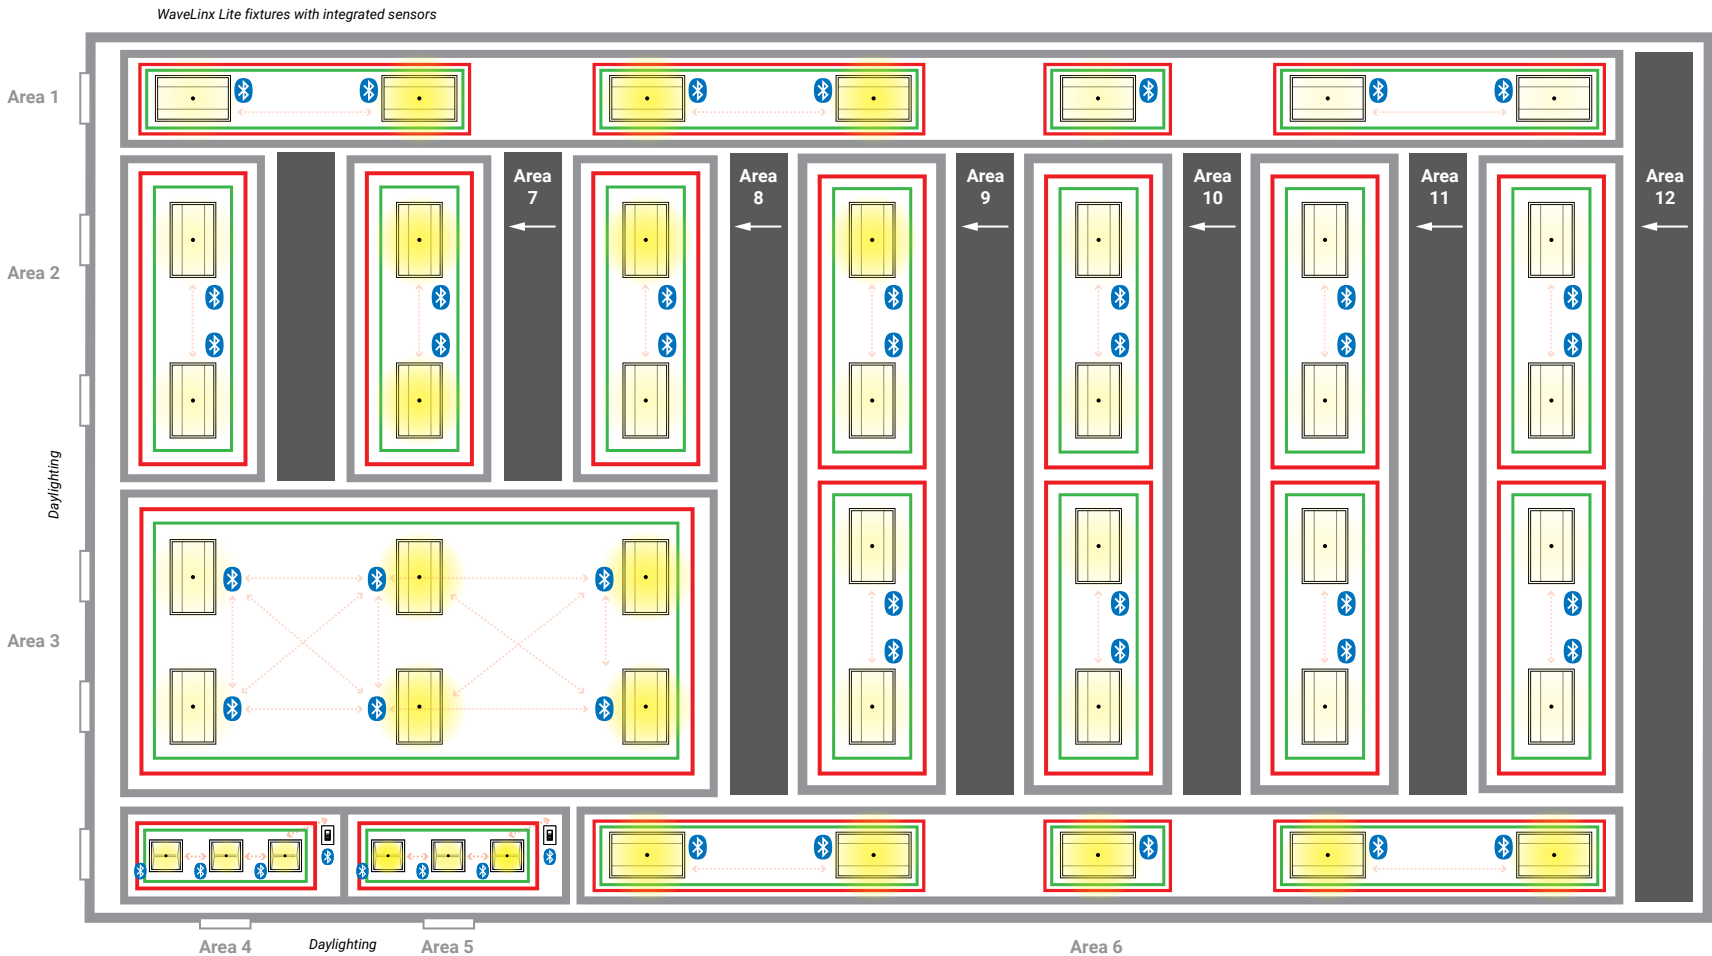 WaveLinx Lite fixtures with integrated sensors
Area 1
Area 2
Area
7
Area
8
Area
9
Area
10
Area
11
Area
12
Daylighting
Area 3
Area 4
Daylighting
Area 5
Area 6